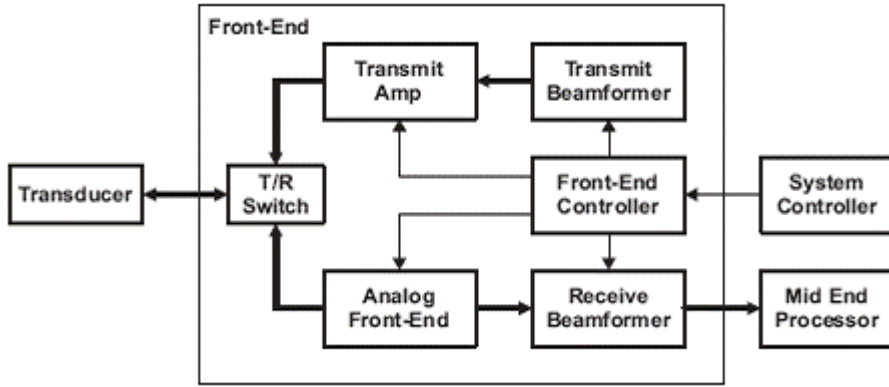 Front-End
Transmit
Amp
Transmit
Beamformer
Transducer
T/R
Switch
Front-End
Controller
System
Controller
Analog
Front-End
Receive
Beamformer
Mid End
Processor